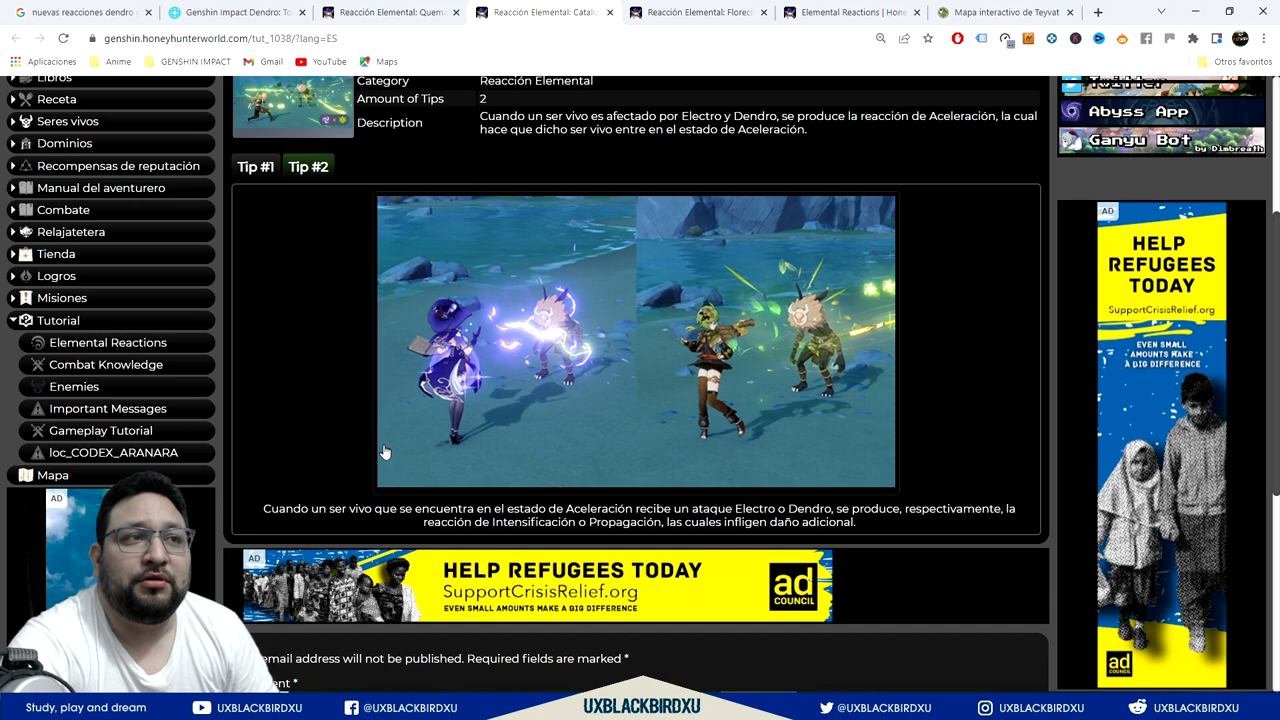 nuevas reacciones dendro g
Genshin Impact Dendro: To
Reacción Elemental: Quema
Reacción Elemental: Catali
Reacción Elemental: Floreci
Elemental Reactions | Hone
Mapa interactivo de Teyvat
genshin.honeyhunterworld.com/tut_1038/?lang=ES
Aplicaciones
Anime
GENSHIN IMPACT
Gmail
YouTube
Maps
Otros favoritos
Libros
Receta
Seres vivos
Dominios
Recompensas de reputación
Manual del aventurero
Combate
Relajatetera
Tienda
Logros
Misiones
Tutorial
Elemental Reactions
Combat Knowledge
Enemies
Important Messages
Gameplay Tutorial
loc_CODEX_ARANARA
Mapa
AD
Category
Reacción Elemental
Amount of Tips
2
Description
Cuando un ser vivo es afectado por Electro y Dendro, se produce la reacción de Aceleración, la cual
hace que dicho ser vivo entre en el estado de Aceleración.
Tip #1
Tip #2
Cuando un ser vivo que se encuentra en el estado de Aceleración recibe un ataque Electro o Dendro, se produce, respectivamente, la
reacción de Intensificación o Propagación, las cuales infligen daño adicional.
AD
HELP REFUGEES TODAY
SupportCrisisRelief.org
EVEN SMALL AMOUNTS MAKE A BIG DIFFERENCE
ad
COUNCIL
email address will not be published. Required fields are marked *
ent *
Twitter
Abyss App
Ganyu Bot
by Dimbreath
AD
HELP
REFUGEES
TODAY
SupportCrisisRelief.org
EVEN SMALL
AMOUNTS MAKE
A BIG DIFFERENCE
ad
COUNCIL
Study, play and dream
UXBLACKBIRDXU
@UXBLACKBIRDXU
UXBLACKBIRDXU
@UXBLACKBIRDXU
UXBLACKBIRDXU
UXBLACKBIRDXU